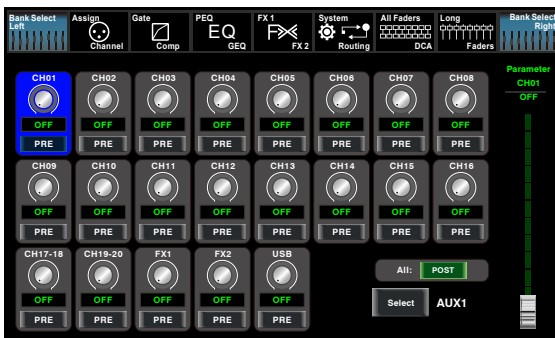 Bank Select Left
Assign Channel
Gate Comp
PEQ EQ GEQ
FX 1 FX 2
System Routing
All Faders DCA
Long Faders
Bank Select Right
Parameter
CH01
OFF
CH01 CH02 CH03 CH04 CH05 CH06 CH07 CH08
OFF OFF OFF OFF OFF OFF OFF OFF
PRE PRE PRE PRE PRE PRE PRE PRE
CH09 CH10 CH11 CH12 CH13 CH14 CH15 CH16
OFF OFF OFF OFF OFF OFF OFF OFF
PRE PRE PRE PRE PRE PRE PRE PRE
CH17-18 CH19-20 FX1 FX2 USB
OFF OFF OFF OFF OFF
PRE PRE PRE PRE PRE
All: POST
Select AUX1